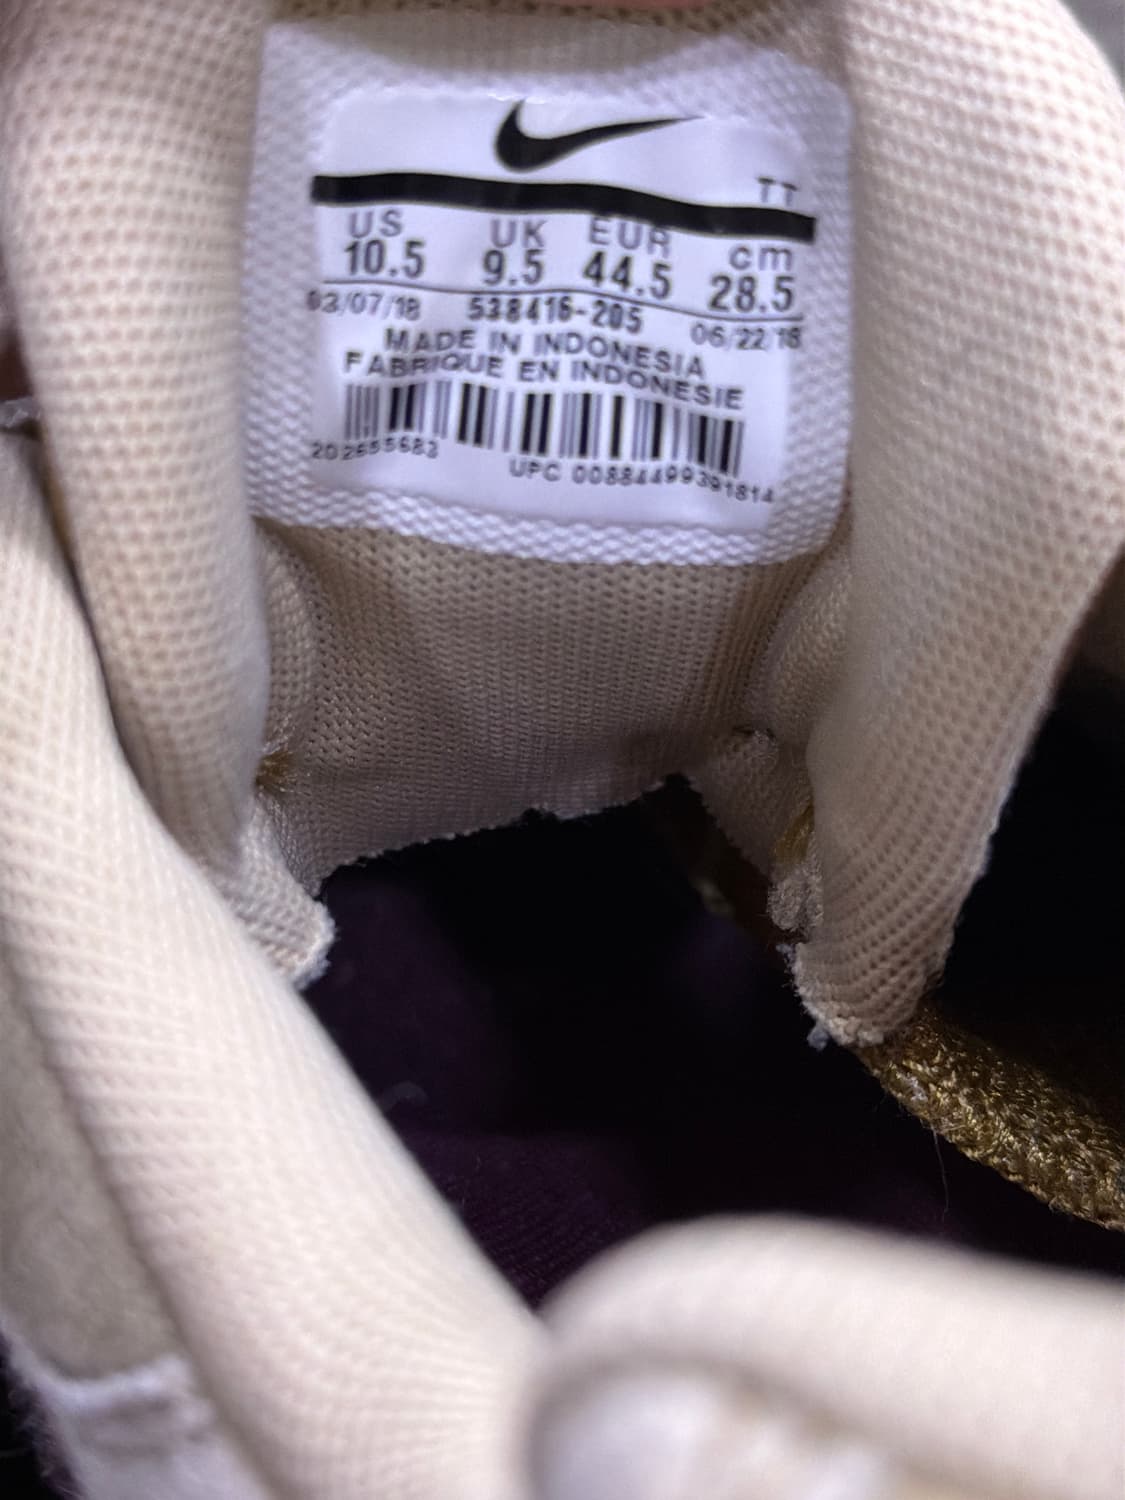 TT
US UK EUR cm
10.5 9.5 44.5 28.5
03/07/18 538416-205 06/22/18
MADE IN INDONESIA
FABRIQUE EN INDONESIE
202655683
UPC 00884499391814